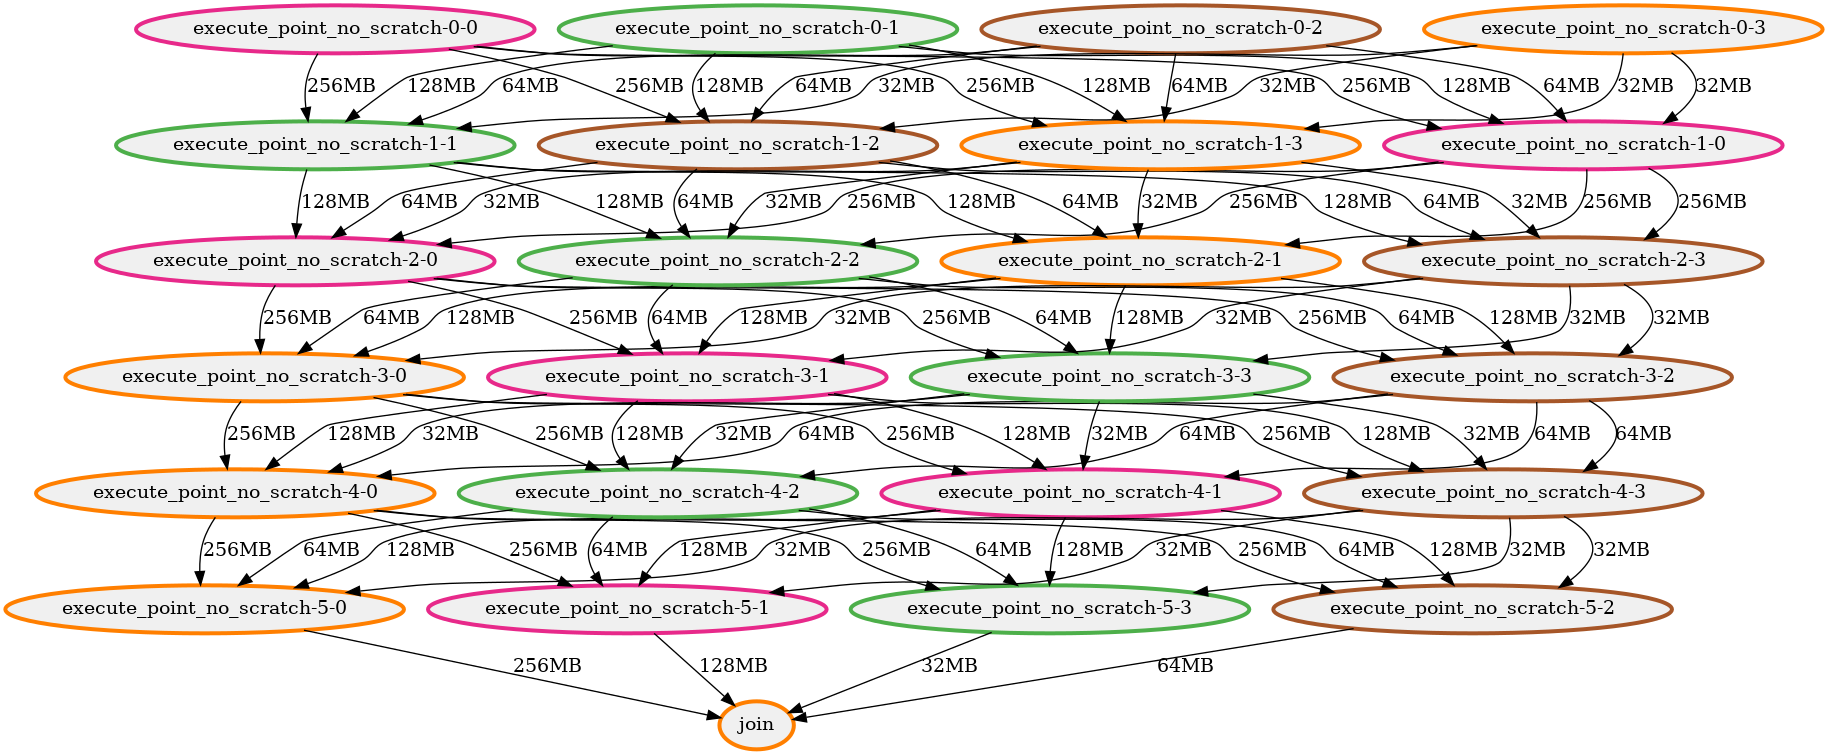 execute_point_no_scratch-0-0 execute_point_no_scratch-0-1 execute_point_no_scratch-0-2 execute_point_no_scratch-0-3
256MB 128MB 64MB 256MB 128MB 64MB 32MB 256MB 128MB 64MB 32MB 256MB 128MB 64MB 32MB 32MB
execute_point_no_scratch-1-1 execute_point_no_scratch-1-2 execute_point_no_scratch-1-3 execute_point_no_scratch-1-0
128MB 64MB 32MB 128MB 64MB 32MB 256MB 128MB 64MB 32MB 256MB 128MB 64MB 32MB 256MB 256MB
execute_point_no_scratch-2-0 execute_point_no_scratch-2-2 execute_point_no_scratch-2-1 execute_point_no_scratch-2-3
256MB 64MB 128MB 256MB 64MB 128MB 32MB 256MB 64MB 128MB 32MB 256MB 64MB 128MB 32MB 32MB
execute_point_no_scratch-3-0 execute_point_no_scratch-3-1 execute_point_no_scratch-3-3 execute_point_no_scratch-3-2
256MB 128MB 32MB 256MB 128MB 32MB 64MB 256MB 128MB 32MB 64MB 256MB 128MB 32MB 64MB 64MB
execute_point_no_scratch-4-0 execute_point_no_scratch-4-2 execute_point_no_scratch-4-1 execute_point_no_scratch-4-3
256MB 64MB 128MB 256MB 64MB 128MB 32MB 256MB 64MB 128MB 32MB 256MB 64MB 128MB 32MB 32MB
execute_point_no_scratch-5-0 execute_point_no_scratch-5-1 execute_point_no_scratch-5-3 execute_point_no_scratch-5-2
256MB 128MB 32MB 64MB
join